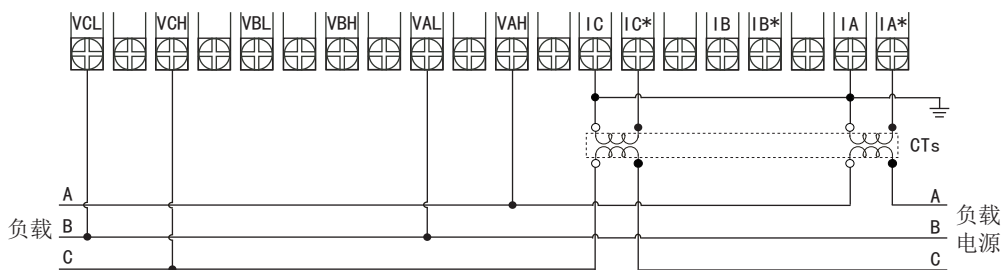 VCL VCH VBL VBH VAL VAH IC IC* IB IB* IA IA*
CTs
A A
负载 B B 负载
电源
C C